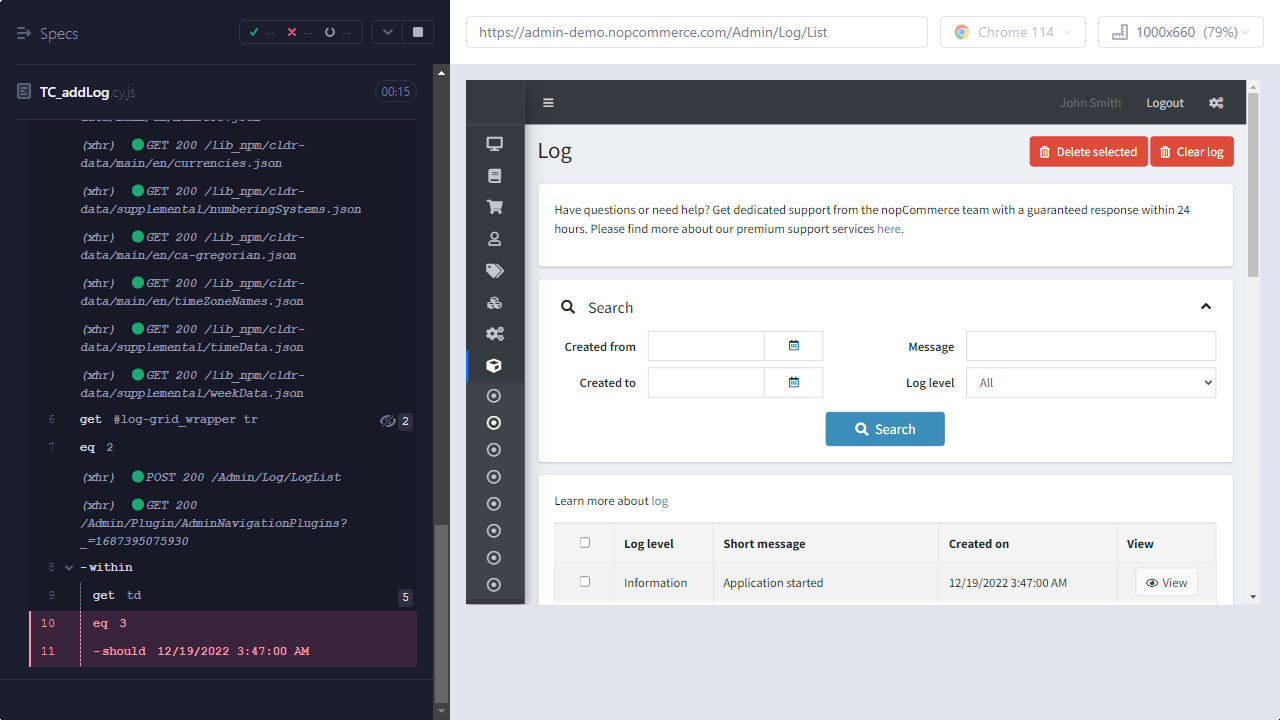 Specs
-- -- --
TC_addLog.cy.js
00:15
(xhr) GET 200 /lib_npm/cldr-
data/main/en/currencies.json
(xhr) GET 200 /lib_npm/cldr-
data/supplemental/numberingSystems.json
(xhr) GET 200 /lib_npm/cldr-
data/main/en/ca-gregorian.json
(xhr) GET 200 /lib_npm/cldr-
data/main/en/timeZoneNames.json
(xhr) GET 200 /lib_npm/cldr-
data/supplemental/timeData.json
(xhr) GET 200 /lib_npm/cldr-
data/supplemental/weekData.json
6 get #log-grid_wrapper tr 2
7 eq 2
(xhr) POST 200 /Admin/Log/LogList
(xhr) GET 200
/Admin/Plugin/AdminNavigationPlugins?
_=1687395075930
8 -within
9 get td 5
10 eq 3
11 -should 12/19/2022 3:47:00 AM
https://admin-demo.nopcommerce.com/Admin/Log/List
Chrome 114
1000x660 (79%)
John Smith
Logout
Log
Delete selected
Clear log
Have questions or need help? Get dedicated support from the nopCommerce team with a guaranteed response within 24
hours. Please find more about our premium support services here.
Search
Created from
Message
Created to
Log level
All
Search
Learn more about log
Log level Short message Created on View
Information Application started 12/19/2022 3:47:00 AM View